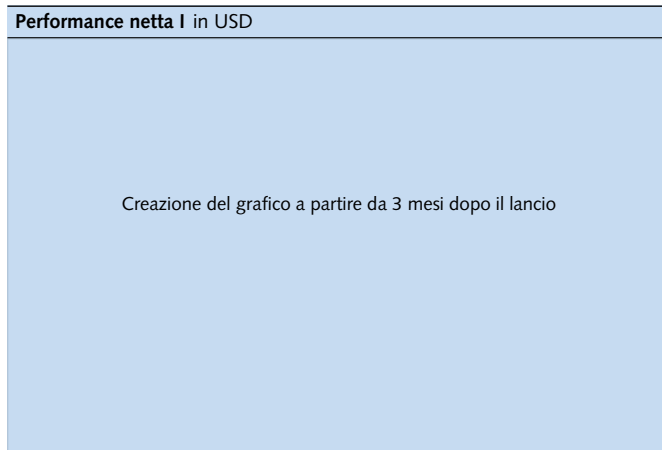 Performance netta I in USD
Creazione del grafico a partire da 3 mesi dopo il lancio